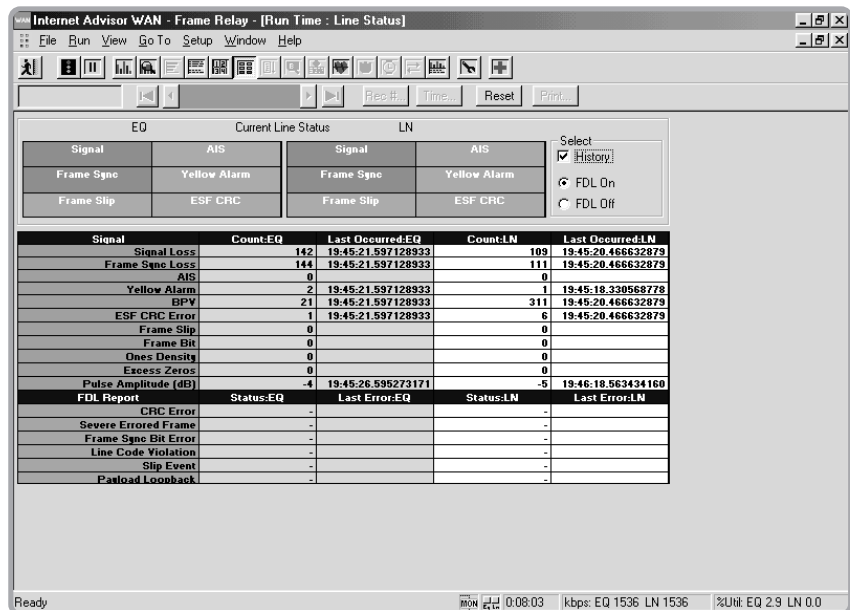 WAN Internet Advisor WAN - Frame Relay - [Run Time : Line Status]
File Run View Go To Setup Window Help
Rec #... Time... Reset Print...
EQ Current Line Status LN
Signal AIS Signal AIS
Frame Sync Yellow Alarm Frame Sync Yellow Alarm
Frame Slip ESF CRC Frame Slip ESF CRC
Select
History
FDL On
FDL Off
Signal Count:EQ Last Occurred:EQ Count:LN Last Occurred:LN
Signal Loss 142 19:45:21.597128933 109 19:45:20.466632879
Frame Sync Loss 144 19:45:21.597128933 111 19:45:20.466632879
AIS 0 0
Yellow Alarm 2 19:45:21.597128933 1 19:45:18.330568778
BPV 21 19:45:21.597128933 311 19:45:20.466632879
ESF CRC Error 1 19:45:21.597128933 6 19:45:20.466632879
Frame Slip 0 0
Frame Bit 0 0
Ones Density 0 0
Excess Zeros 0 0
Pulse Amplitude (dB) -4 19:45:26.595273171 -5 19:46:18.563434160
FDL Report Status:EQ Last Error:EQ Status:LN Last Error:LN
CRC Error - -
Severe Errored Frame - -
Frame Sync Bit Error - -
Line Code Violation - -
Slip Event - -
Payload Loopback - -
Ready MON Eq Ln 0:08:03 kbps: EQ 1536 LN 1536 %Util: EQ 2.9 LN 0.0